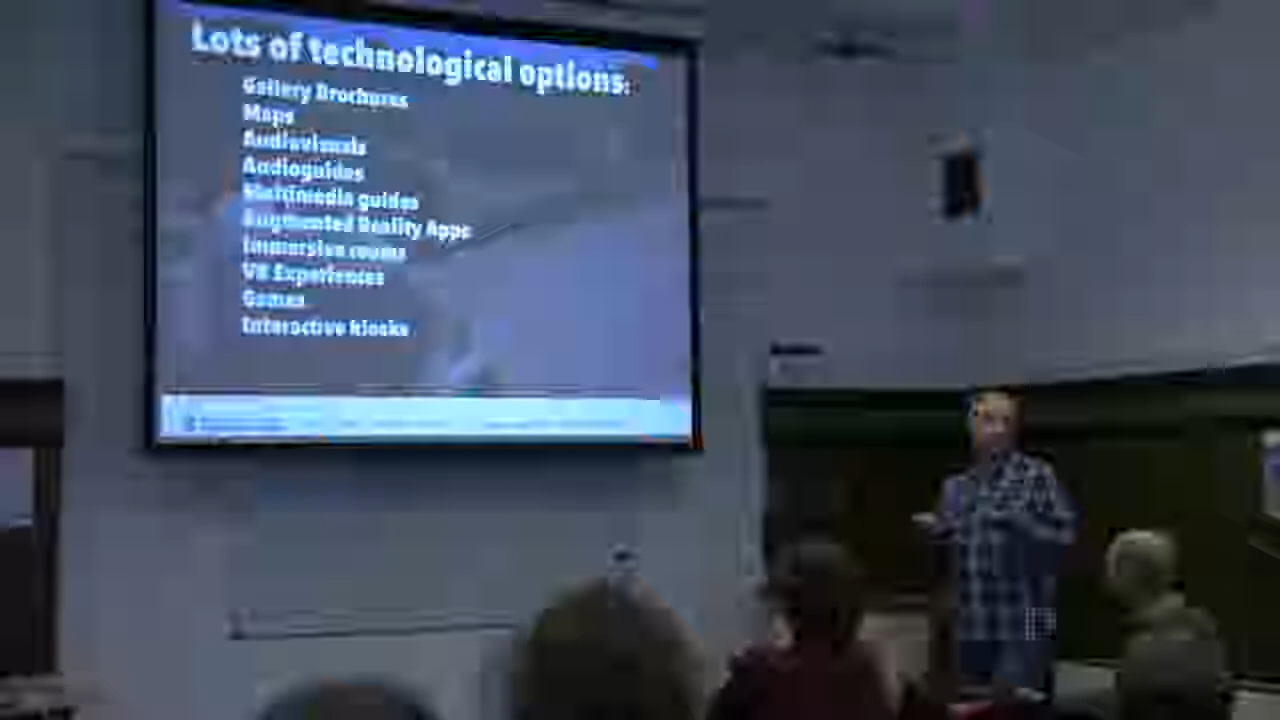 Lots of technological options:
Gallery Brochures
Maps
Audiovisuals
Audioguides
Multimedia guides
Augmented Reality Apps
Immersive rooms
VR Experiences
Games
Interactive kiosks